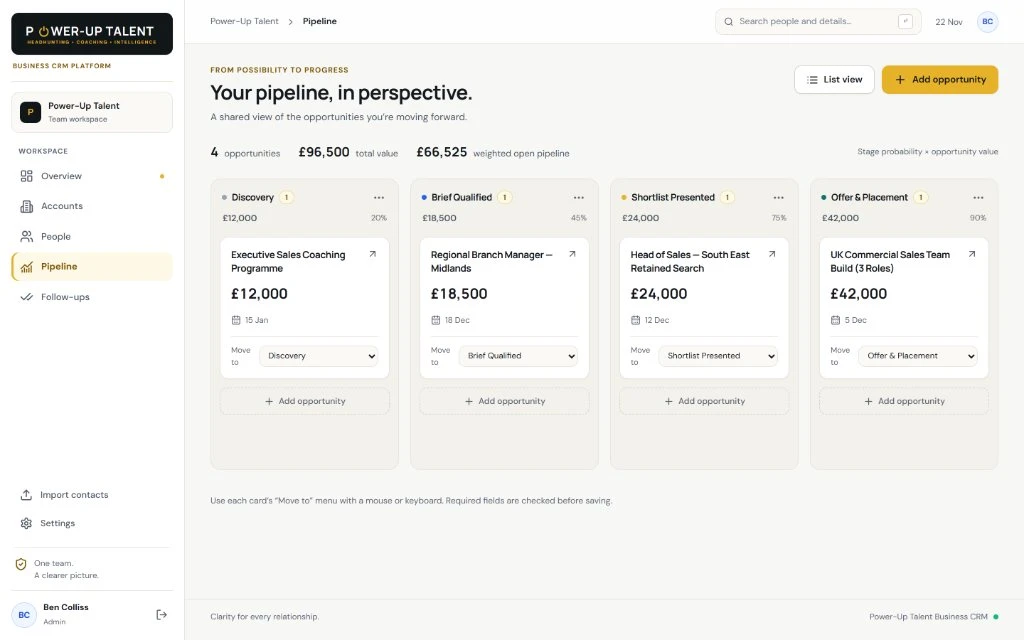 POWER-UP TALENT
HEADHUNTING • COACHING • INTELLIGENCE
BUSINESS CRM PLATFORM
P
Power-Up Talent
Team workspace
WORKSPACE
Overview
Accounts
People
Pipeline
Follow-ups
Import contacts
Settings
One team.
A clearer picture.
BC
Ben Colliss
Admin
Power-Up Talent > Pipeline
Search people and details...
22 Nov
BC
FROM POSSIBILITY TO PROGRESS
Your pipeline, in perspective.
A shared view of the opportunities you're moving forward.
List view
+ Add opportunity
4 opportunities £96,500 total value £66,525 weighted open pipeline
Stage probability × opportunity value
Discovery 1 ...
£12,000 20%
Executive Sales Coaching
Programme
£12,000
15 Jan
Move
to
Discovery
+ Add opportunity
Brief Qualified 1 ...
£18,500 45%
Regional Branch Manager —
Midlands
£18,500
18 Dec
Move
to
Brief Qualified
+ Add opportunity
Shortlist Presented 1 ...
£24,000 75%
Head of Sales — South East
Retained Search
£24,000
12 Dec
Move
to
Shortlist Presented
+ Add opportunity
Offer & Placement 1 ...
£42,000 90%
UK Commercial Sales Team
Build (3 Roles)
£42,000
5 Dec
Move
to
Offer & Placement
+ Add opportunity
Use each card's “Move to” menu with a mouse or keyboard. Required fields are checked before saving.
Clarity for every relationship.
Power-Up Talent Business CRM